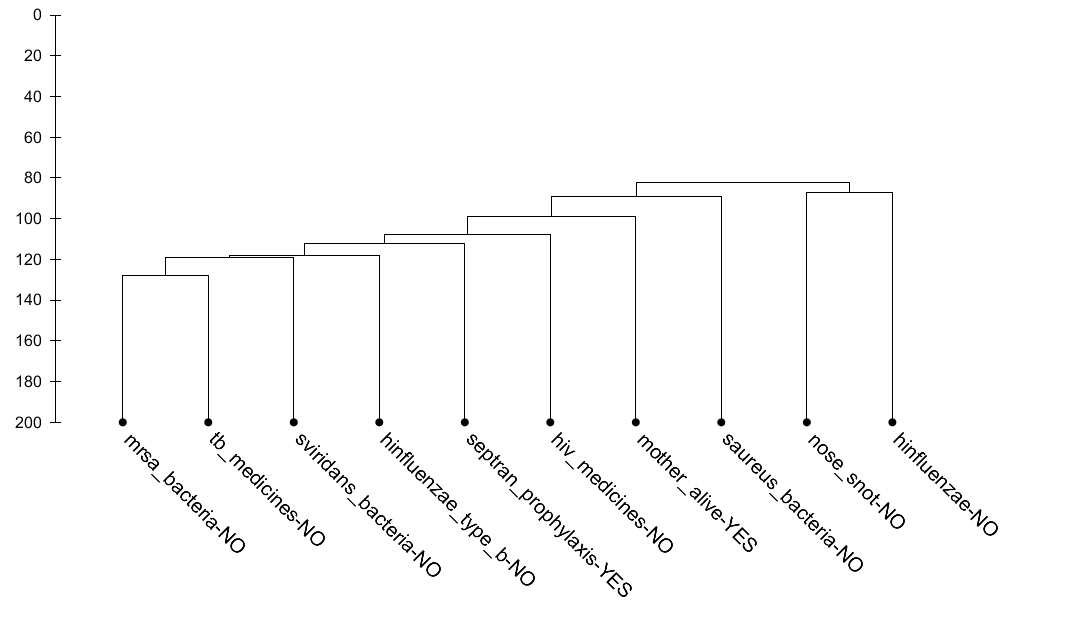 0
20
40
60
80
100
120
140
160
180
200
mrsa_bacteria-NO
tb_medicines-NO
sviridans_bacteria-NO
hinfluenzae_type_b-NO
septran_prophylaxis-YES
hiv_medicines-NO
mother_alive-YES
saureus_bacteria-NO
nose_snot-NO
hinfluenzae-NO